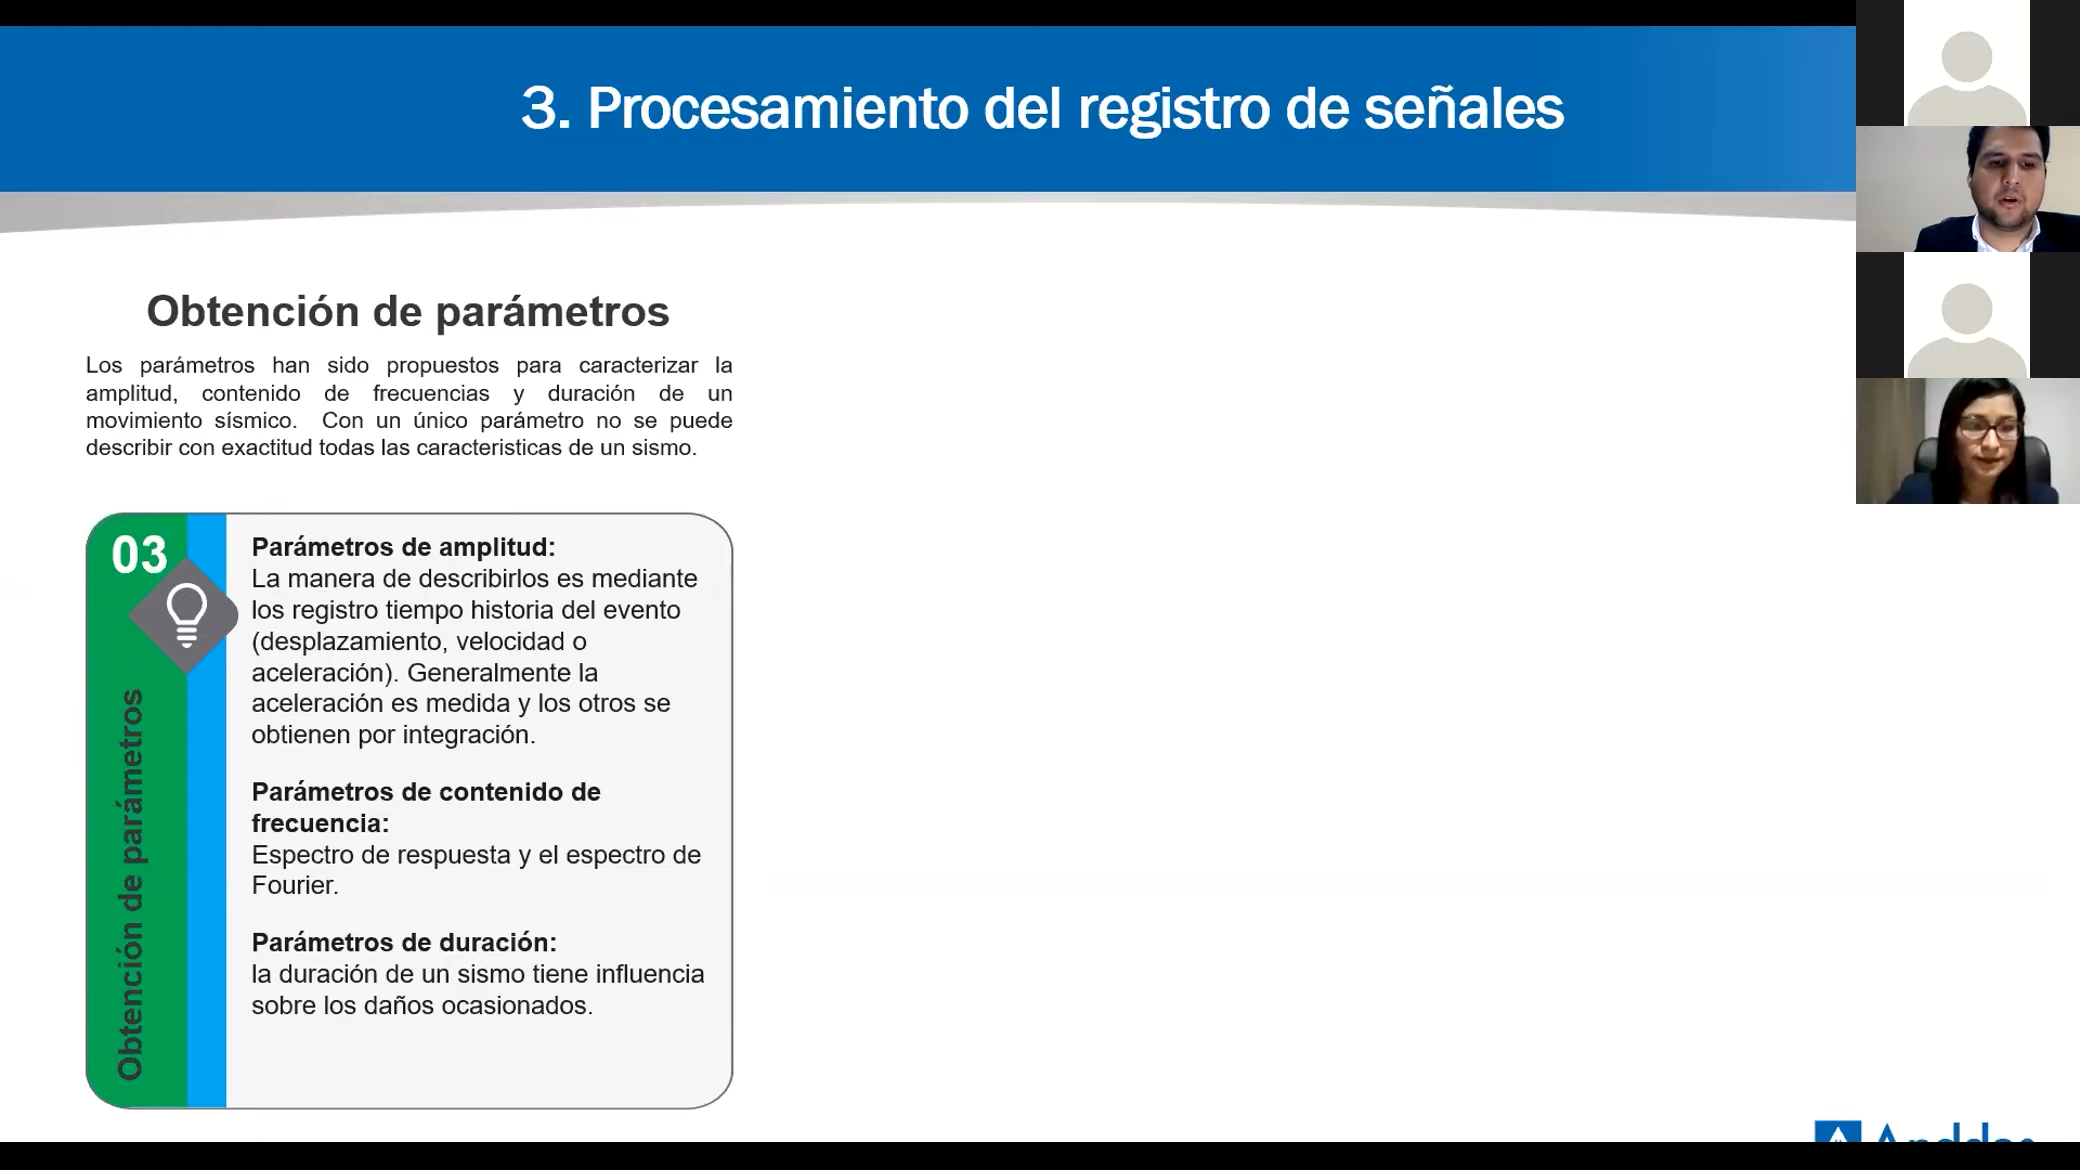 3. Procesamiento del registro de señales
Obtención de parámetros
Los parámetros han sido propuestos para caracterizar la
amplitud, contenido de frecuencias y duración de un
movimiento sísmico. Con un único parámetro no se puede
describir con exactitud todas las caracteristicas de un sismo.
03
Obtención de parámetros
Parámetros de amplitud:
La manera de describirlos es mediante
los registro tiempo historia del evento
(desplazamiento, velocidad o
aceleración). Generalmente la
aceleración es medida y los otros se
obtienen por integración.
Parámetros de contenido de
frecuencia:
Espectro de respuesta y el espectro de
Fourier.
Parámetros de duración:
la duración de un sismo tiene influencia
sobre los daños ocasionados.